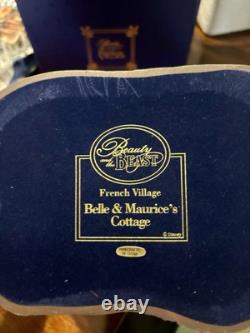 Beauty
and the
BEAST
French Village
Belle & Maurice's
Cottage
© Disney